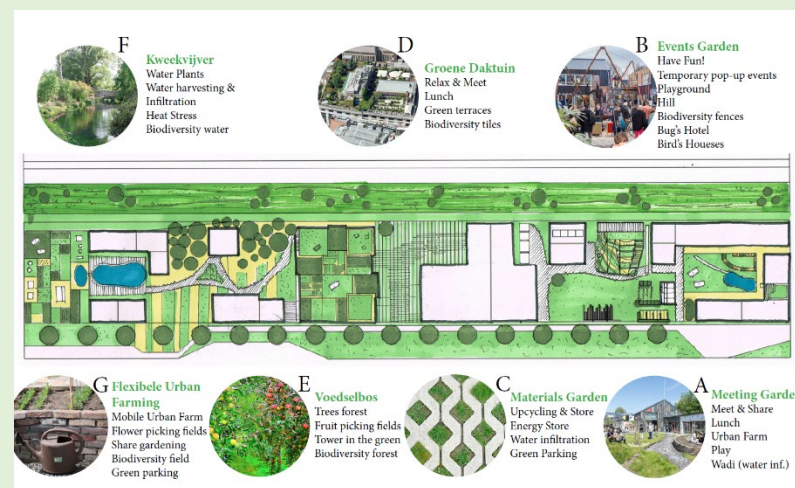 F
Kweekvijver
Water Plants
Water harvesting &
Infiltration
Heat Stress
Biodiversity water
D
Groene Daktuin
Relax & Meet
Lunch
Green terraces
Biodiversity tiles
B
Events Garden
Have Fun!
Temporary pop-up events
Playground
Hill
Biodiversity fences
Bug's Hotel
Bird's Houeses
G
Flexibele Urban
Farming
Mobile Urban Farm
Flower picking fields
Share gardening
Biodiversity field
Green parking
E
Voedselbos
Trees forest
Fruit picking fields
Tower in the green
Biodiversity forest
C
Materials Garden
Upcycling & Store
Energy Store
Water infiltration
Green Parking
A
Meeting Garde
Meet & Share
Lunch
Urban Farm
Play
Wadi (water inf.)